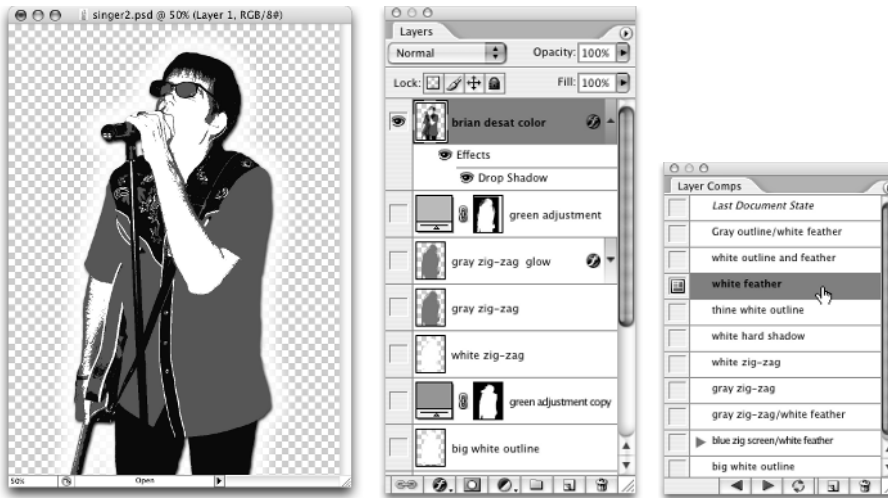 singer2.psd @ 50% (Layer 1, RGB/8#)
50%
Open
Layers
Normal
Opacity: 100%
Lock:
Fill: 100%
brian desat color
Effects
Drop Shadow
green adjustment
gray zig-zag glow
gray zig-zag
white zig-zag
green adjustment copy
big white outline
Layer Comps
Last Document State
Gray outline/white feather
white outline and feather
white feather
thine white outline
white hard shadow
white zig-zag
gray zig-zag
gray zig-zag/white feather
blue zig screen/white feather
big white outline